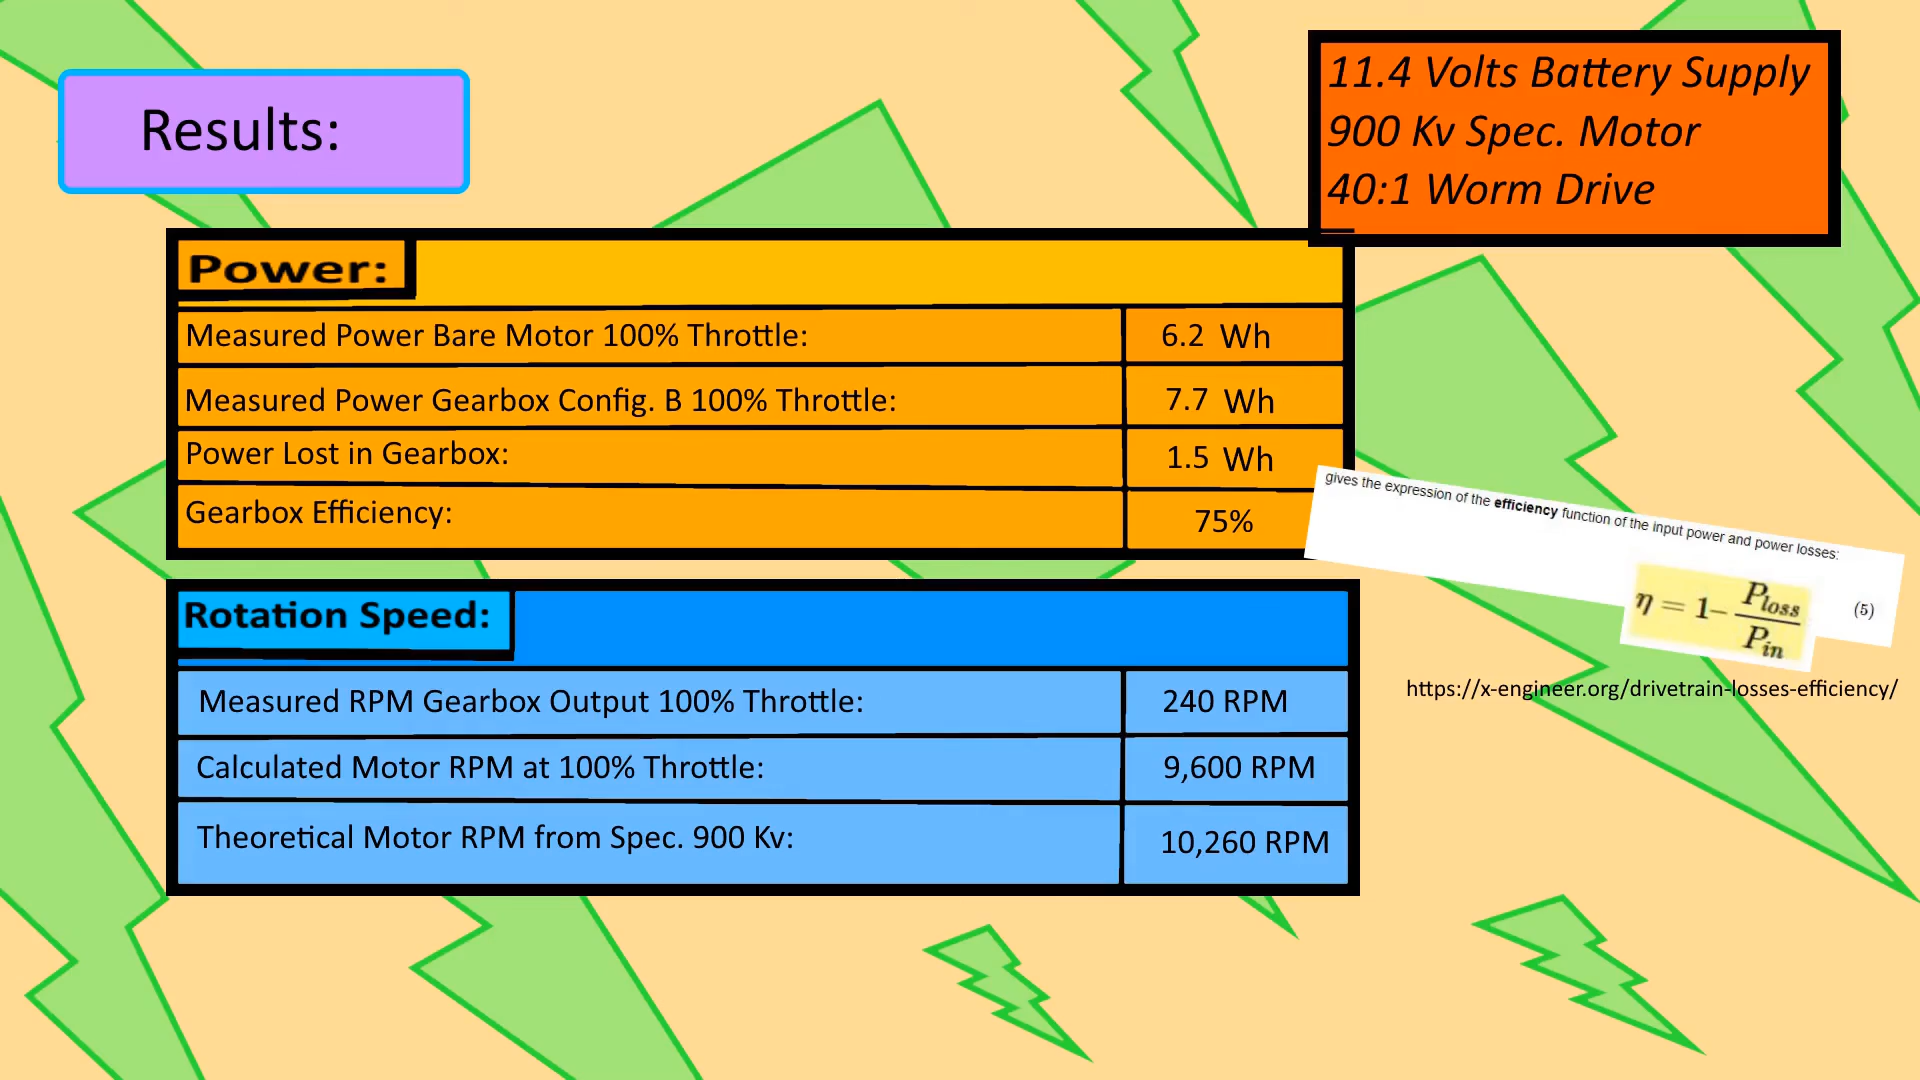 Results:
11.4 Volts Battery Supply
900 Kv Spec. Motor
40:1 Worm Drive
Power:
Measured Power Bare Motor 100% Throttle: 6.2 Wh
Measured Power Gearbox Config. B 100% Throttle: 7.7 Wh
Power Lost in Gearbox: 1.5 Wh
Gearbox Efficiency: 75%
gives the expression of the efficiency function of the input power and power losses:
η = 1– P_loss / P_in (5)
https://x-engineer.org/drivetrain-losses-efficiency/
Rotation Speed:
Measured RPM Gearbox Output 100% Throttle: 240 RPM
Calculated Motor RPM at 100% Throttle: 9,600 RPM
Theoretical Motor RPM from Spec. 900 Kv: 10,260 RPM